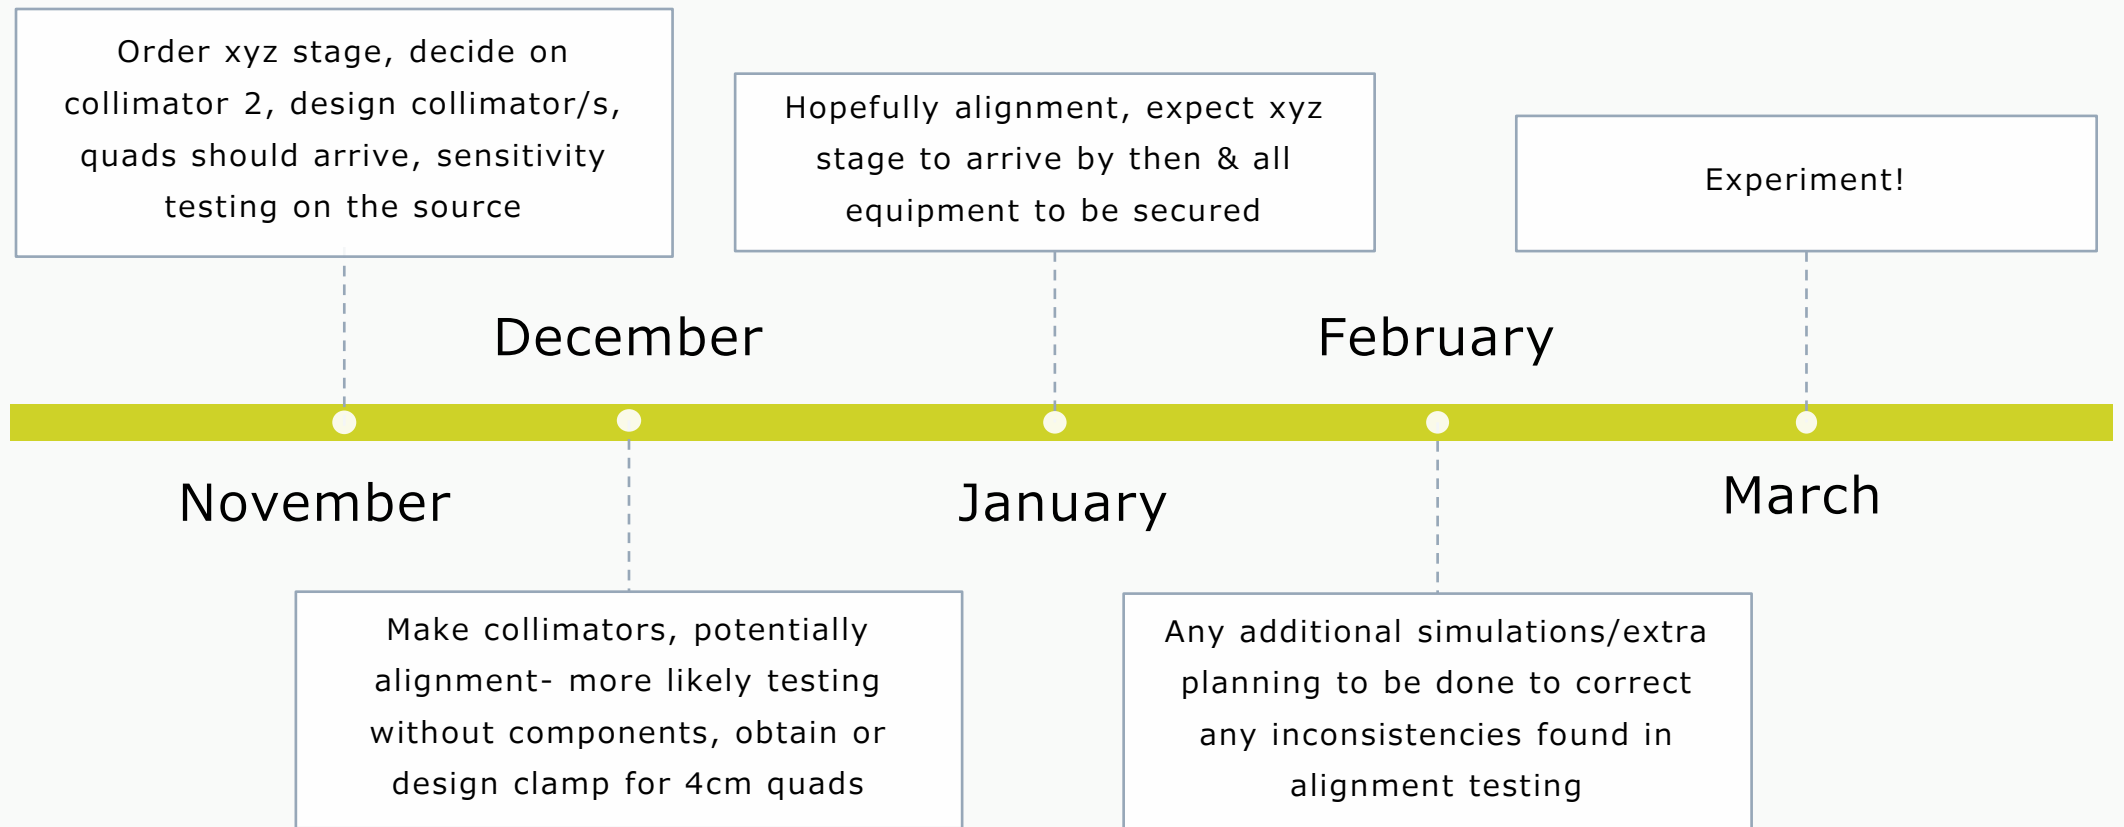 Order xyz stage, decide on
collimator 2, design collimator/s,
quads should arrive, sensitivity
testing on the source
Hopefully alignment, expect xyz
stage to arrive by then & all
equipment to be secured
Experiment!
December
February
November
January
March
Make collimators, potentially
alignment- more likely testing
without components, obtain or
design clamp for 4cm quads
Any additional simulations/extra
planning to be done to correct
any inconsistencies found in
alignment testing